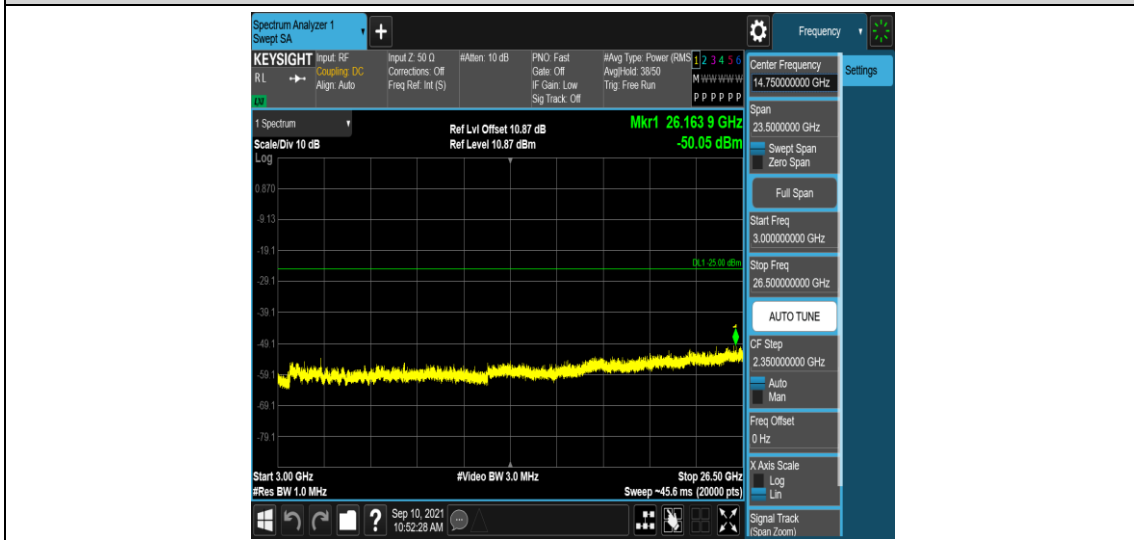 Spectrum Analyzer 1
Swept SA
+
Frequency
KEYSIGHT
RL
LXI
Input: RF
Coupling: DC
Align: Auto
Input Z: 50 Ω
Corrections: Off
Freq Ref: Int (S)
#Atten: 10 dB
PNO: Fast
Gate: Off
IF Gain: Low
Sig Track: Off
#Avg Type: Power (RMS
Avg|Hold: 38/50
Trig: Free Run
1 2 3 4 5 6
M W W W W W
P P P P P P
1 Spectrum
Scale/Div 10 dB
Ref Lvl Offset 10.87 dB
Ref Level 10.87 dBm
Mkr1 26.163 9 GHz
-50.05 dBm
Log
0.870
-9.13
-19.1
DL1 -25.00 dBm
-29.1
-39.1
-49.1
-59.1
-69.1
-79.1
Start 3.00 GHz
#Res BW 1.0 MHz
#Video BW 3.0 MHz
Stop 26.50 GHz
Sweep ~45.6 ms (20000 pts)
Center Frequency
14.750000000 GHz
Settings
Span
23.5000000 GHz
Swept Span
Zero Span
Full Span
Start Freq
3.000000000 GHz
Stop Freq
26.500000000 GHz
AUTO TUNE
CF Step
2.350000000 GHz
Auto
Man
Freq Offset
0 Hz
X Axis Scale
Log
Lin
Signal Track
(Span Zoom)
?
Sep 10, 2021
10:52:28 AM